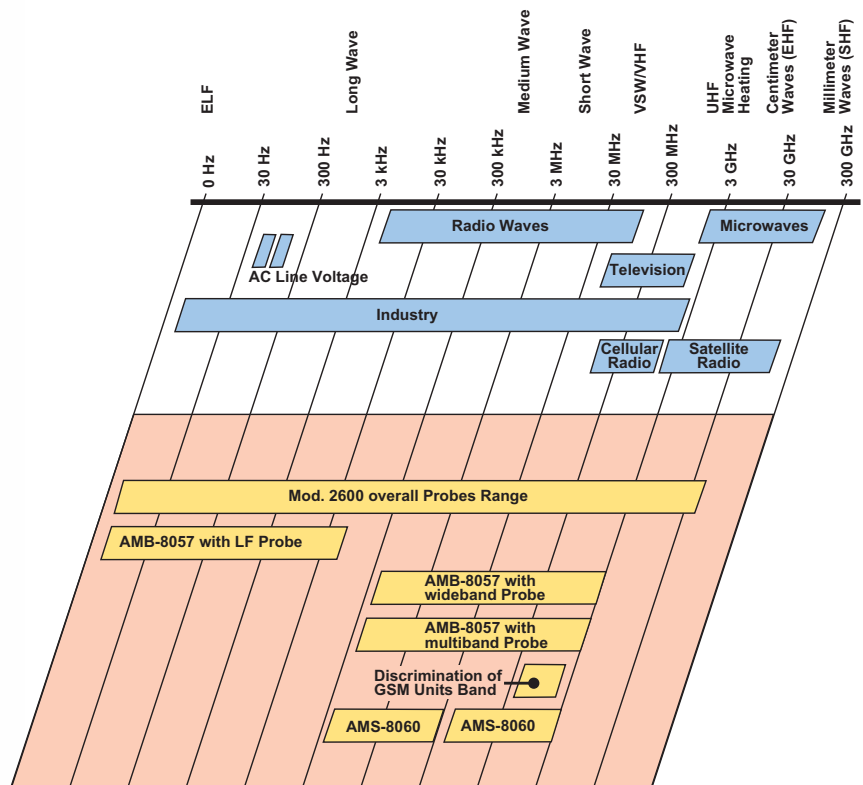 ELF
Long Wave
Medium Wave
Short Wave
VSW/VHF
UHF
Microwave
Heating
Centimeter
Waves (EHF)
Millimeter
Waves (SHF)
0 Hz
30 Hz
300 Hz
3 kHz
30 kHz
300 kHz
3 MHz
30 MHz
300 MHz
3 GHz
30 GHz
300 GHz
Radio Waves
Microwaves
AC Line Voltage
Television
Industry
Cellular
Radio
Satellite
Radio
Mod. 2600 overall Probes Range
AMB-8057 with LF Probe
AMB-8057 with
wideband Probe
AMB-8057 with
multiband Probe
Discrimination of
GSM Units Band
AMS-8060
AMS-8060